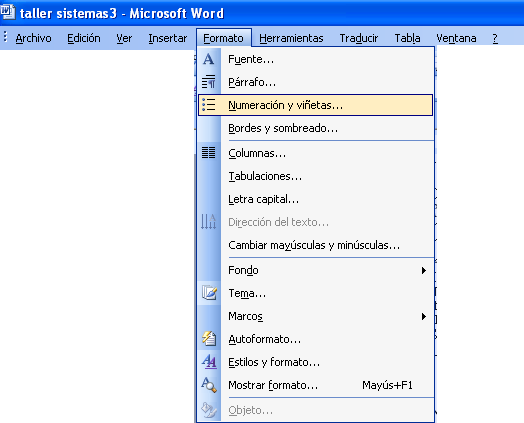 taller sistemas3 - Microsoft Word
Archivo Edición Ver Insertar Formato Herramientas Traducir Tabla Ventana ?
Fuente...
Párrafo...
Numeración y viñetas...
Bordes y sombreado...
Columnas...
Tabulaciones...
Letra capital...
Dirección del texto...
Cambiar mayúsculas y minúsculas...
Fondo
Tema...
Marcos
Autoformato...
Estilos y formato...
Mostrar formato... Mayús+F1
Objeto...